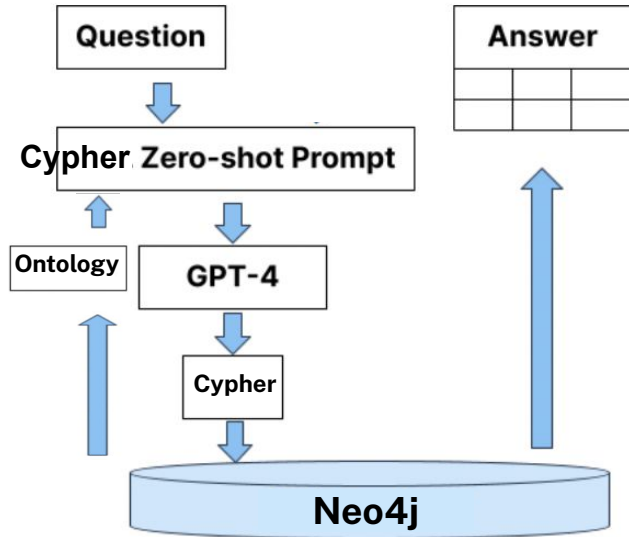 Question
Answer
Cypher Zero-shot Prompt
Ontology
GPT-4
Cypher
Neo4j